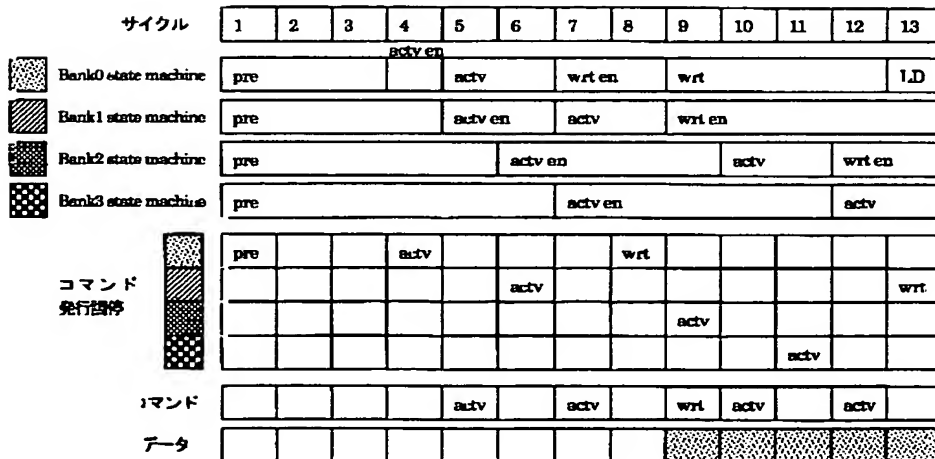 サイクル 1 2 3 4 5 6 7 8 9 10 11 12 13
actv en
Bank0 state machine pre actv wrt en wrt LD
Bank1 state machine pre actv en actv wrt en
Bank2 state machine pre actv en actv wrt en
Bank3 state machine pre actv en actv
pre actv wrt
コマンド actv wrt
発行調停 actv
actv
コマンド actv actv wrt actv actv
データ